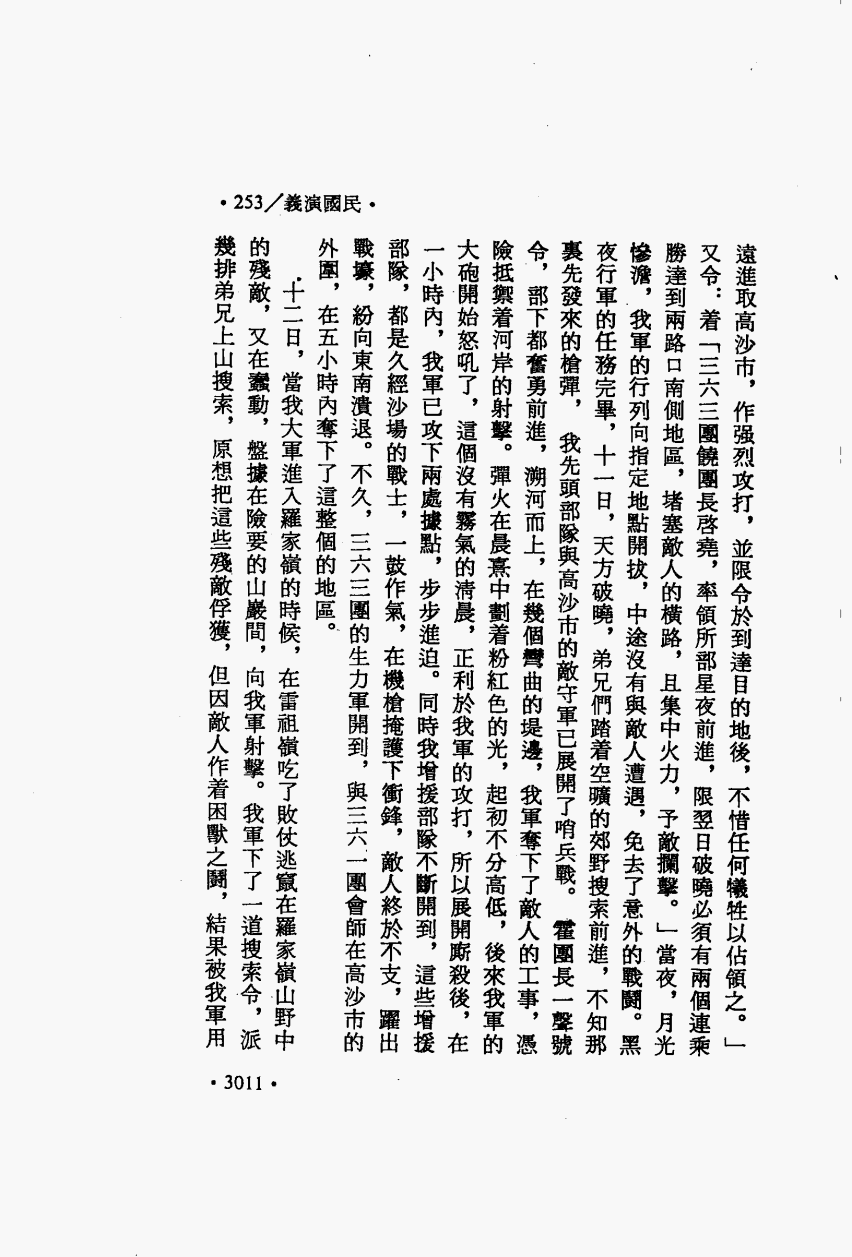 •253／義演國民•
遠進取高沙市，作强烈攻打，並限令於到達目的地後，不惜任何犧牲以佔領之。」
又令：着「三六三團饒團長啓堯，率領所部星夜前進，限翌日破曉必須有兩個連乘
勝達到兩路口南側地區，堵塞敵人的橫路，且集中火力，予敵攔擊。」當夜，月光
慘澹，我軍的行列向指定地點開拔，中途沒有與敵人遭遇，免去了意外的戰鬪。黑
夜行軍的任務完畢，十一日，天方破曉，弟兄們踏着空曠的郊野搜索前進，不知那
裏先發來的槍彈，我先頭部隊與高沙市的敵守軍已展開了哨兵戰。霍團長一聲號
令，部下都奮勇前進，溯河而上，在幾個彎曲的堤邊，我軍奪下了敵人的工事，憑
險抵禦着河岸的射擊。彈火在晨熹中劃着粉紅色的光，起初不分高低，後來我軍的
大砲開始怒吼了，這個沒有霧氣的清晨，正利於我軍的攻打，所以展開廝殺後，在
一小時內，我軍已攻下兩處據點，步步進迫。同時我增援部隊不斷開到，這些增援
部隊，都是久經沙場的戰士，一鼓作氣，在機槍掩護下衝鋒，敵人終於不支，躍出
戰壕，紛向東南潰退。不久，三六三團的生力軍開到，與三六一團會師在高沙市的
外圍，在五小時內奪下了這整個的地區。
十二日，當我大軍進入羅家嶺的時候，在雷祖嶺吃了敗仗逃竄在羅家嶺山野中
的殘敵，又在蠢動，盤據在險要的山巖間，向我軍射擊。我軍下了一道搜索令，派
幾排弟兄上山搜索，原想把這些殘敵俘獲，但因敵人作着困獸之鬪，結果被我軍用
•3011•